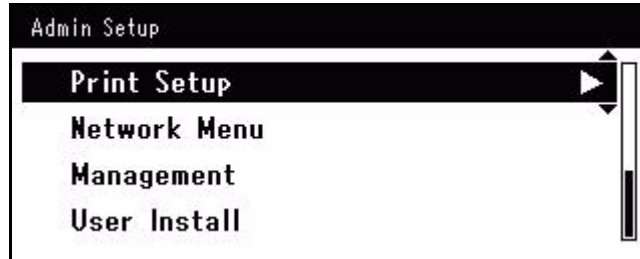 Admin Setup
Print Setup
Network Menu
Management
User Install